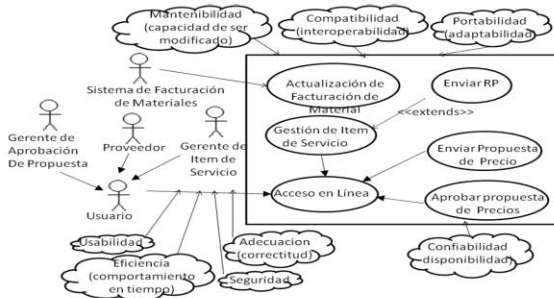 Mantenibilidad
(capacidad de ser
modificado)
Compatibilidad
(interoperabilidad)
Portabilidad
(adaptabilidad)
Sistema de Facturación
de Materiales
Actualización de
Facturación de
Material
Enviar RP
<<extends>>
Gerente de
Aprobación
De Propuesta
Proveedor
Gerente de
Item de
Servicio
Gestión de Item
de Servicio
Enviar Propuesta
de Precio
Usuario
Acceso en Línea
Aprobar propuesta
de Precios
Usabilidad
Adecuacion
(correctitud)
Confiabilidad
disponibilidad)
Eficiencia
(comportamiento
en tiempo)
Seguridad